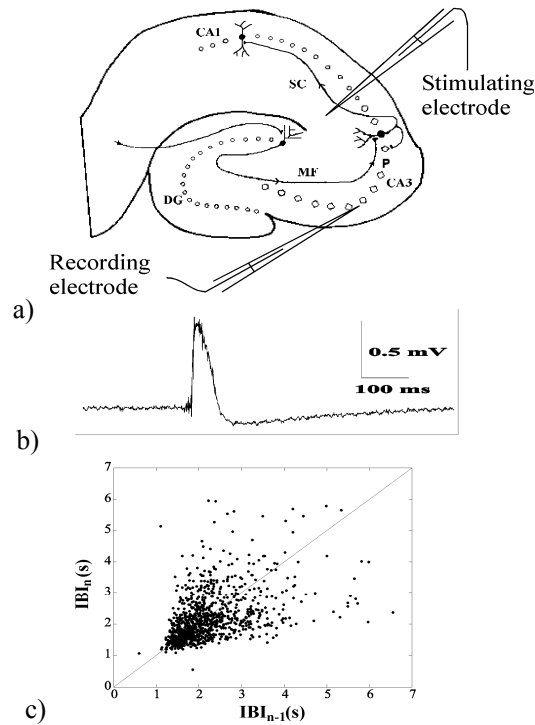 CA1
SC
Stimulating
electrode
MF
P
CA3
DG
Recording
electrode
a)
0.5 mV
100 ms
b)
7
6
5
4
3
2
1
0
IBIn(s)
0 1 2 3 4 5 6 7
IBIn-1(s)
c)